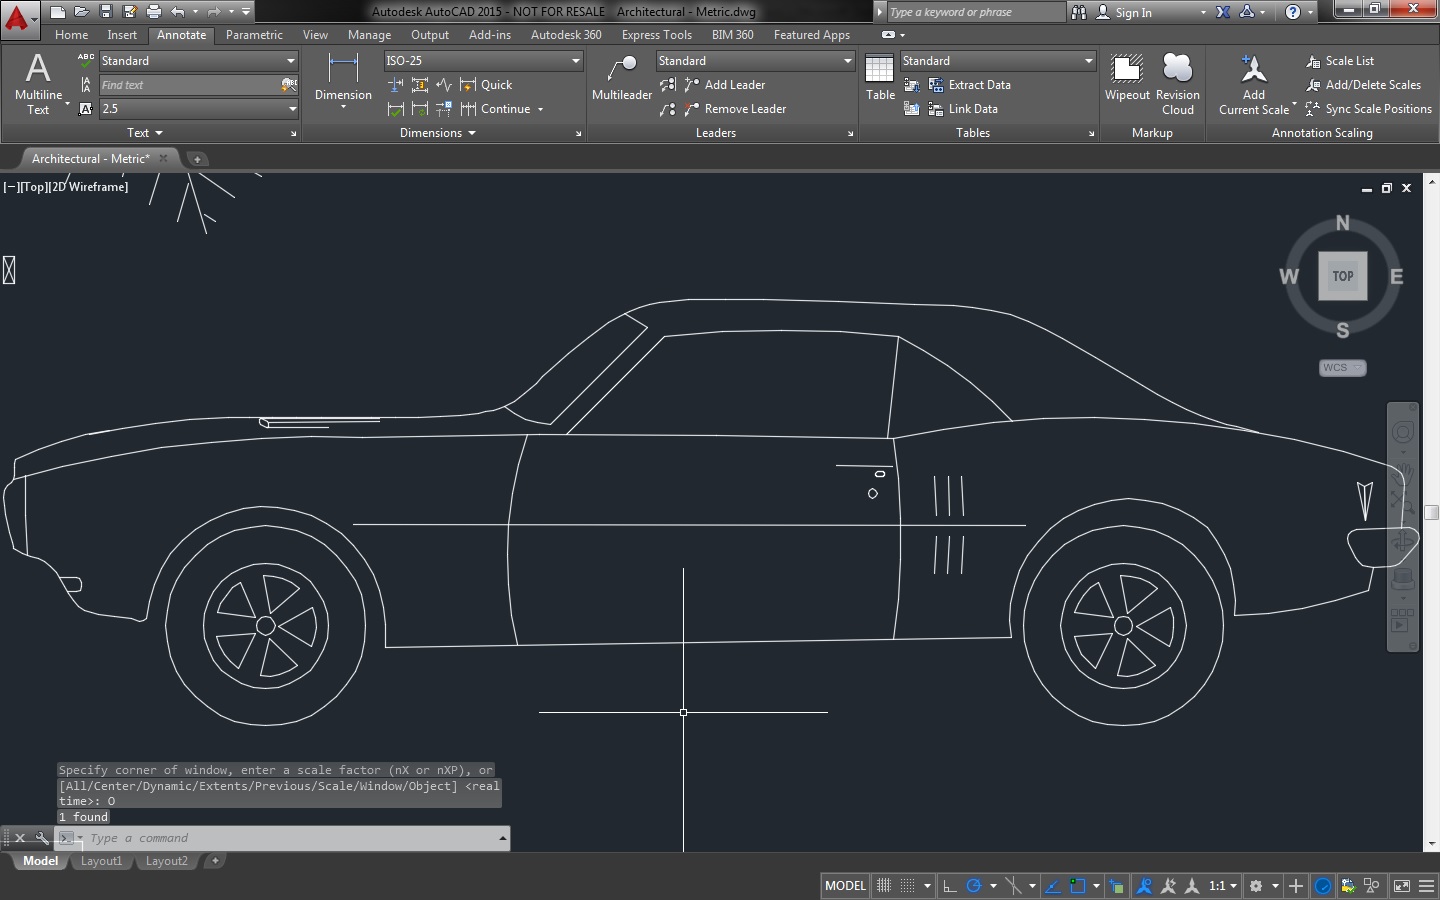 Autodesk AutoCAD 2015 - NOT FOR RESALE Architectural - Metric.dwg
Type a keyword or phrase
Sign In
Home Insert Annotate Parametric View Manage Output Add-ins Autodesk 360 Express Tools BIM 360 Featured Apps
A
Multiline
Text
ABC
Standard
Find text
2.5
Text
Dimension
ISO-25
Quick
Continue
Dimensions
Multileader
Standard
Add Leader
Remove Leader
Leaders
Table
Standard
Extract Data
Link Data
Tables
Wipeout
Revision
Cloud
Markup
Add
Current Scale
Scale List
Add/Delete Scales
Sync Scale Positions
Annotation Scaling
Architectural - Metric*
[−][Top][2D Wireframe]
N
W TOP E
S
WCS
Specify corner of window, enter a scale factor (nX or nXP), or
[All/Center/Dynamic/Extents/Previous/Scale/Window/Object] <real
time>: O
1 found
Type a command
Model Layout1 Layout2
MODEL
1:1